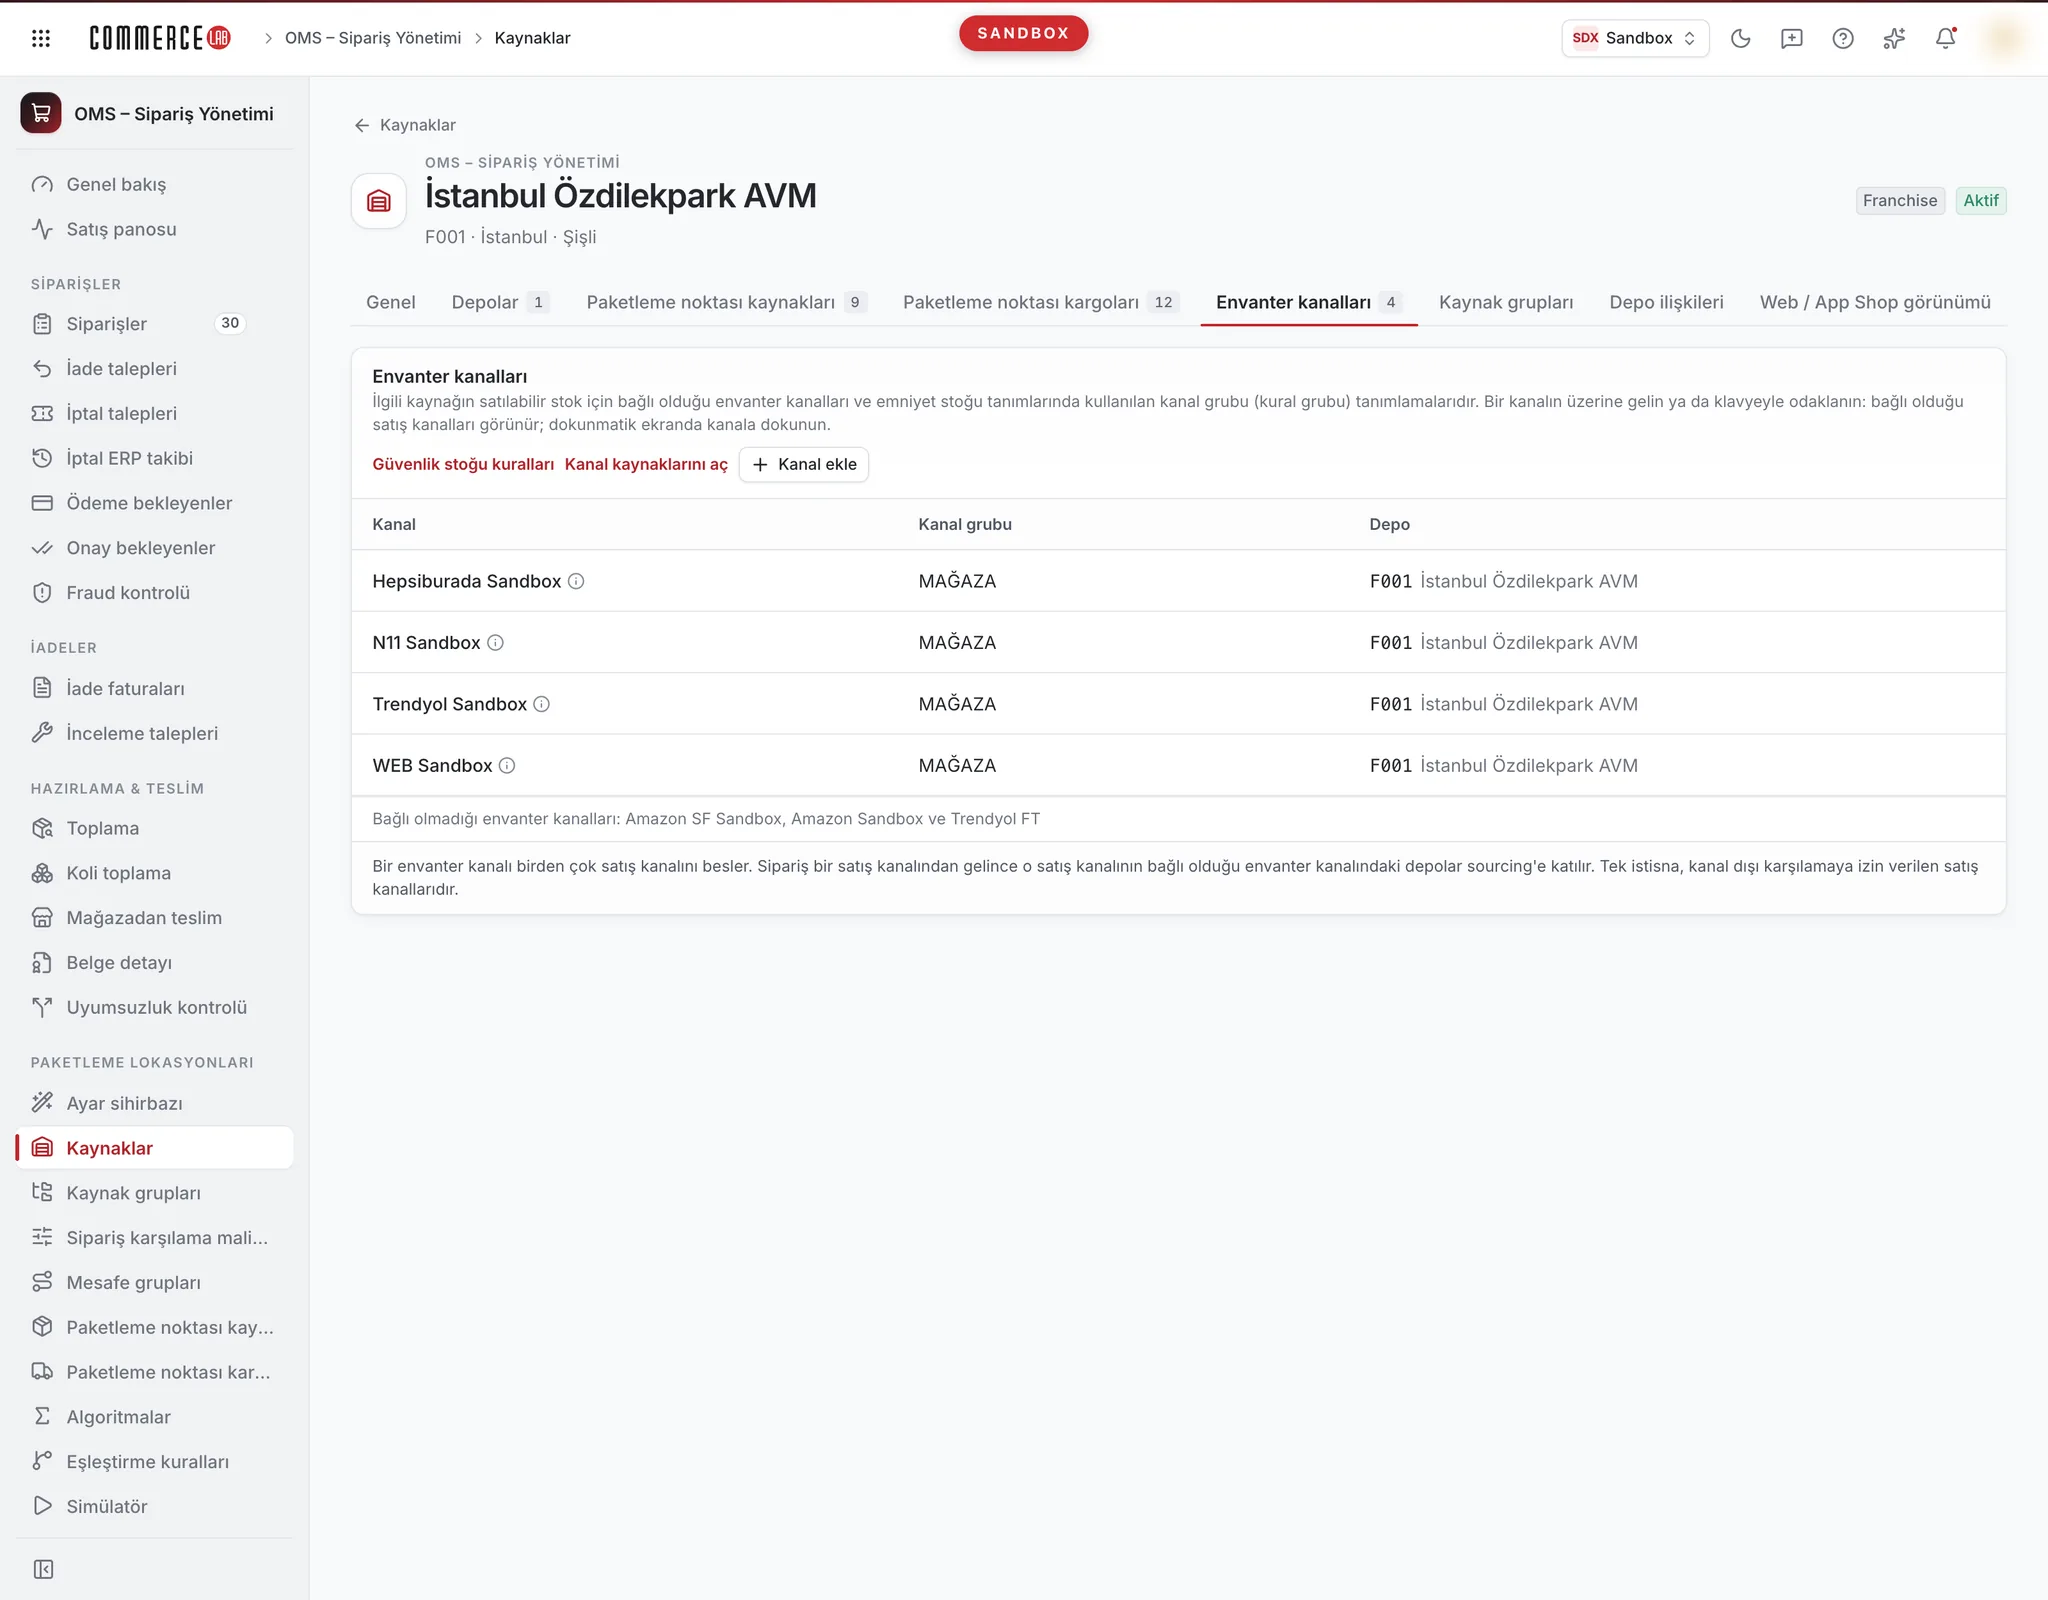 COMMERCE LAB
OMS – Sipariş Yönetimi
Kaynaklar
SANDBOX
SDX Sandbox
OMS – Sipariş Yönetimi
Genel bakış
Satış panosu
SİPARİŞLER
Siparişler 30
İade talepleri
İptal talepleri
İptal ERP takibi
Ödeme bekleyenler
Onay bekleyenler
Fraud kontrolü
İADELER
İade faturaları
İnceleme talepleri
HAZIRLAMA & TESLİM
Toplama
Koli toplama
Mağazadan teslim
Belge detayı
Uyumsuzluk kontrolü
PAKETLEME LOKASYONLARI
Ayar sihirbazı
Kaynaklar
Kaynak grupları
Sipariş karşılama mali...
Mesafe grupları
Paketleme noktası kay...
Paketleme noktası kar...
Algoritmalar
Eşleştirme kuralları
Simülatör
Kaynaklar
OMS – SİPARİŞ YÖNETİMİ
İstanbul Özdilekpark AVM
F001 · İstanbul · Şişli
Franchise Aktif
Genel Depolar 1 Paketleme noktası kaynakları 9 Paketleme noktası kargoları 12 Envanter kanalları 4 Kaynak grupları Depo ilişkileri Web / App Shop görünümü
Envanter kanalları
İlgili kaynağın satılabilir stok için bağlı olduğu envanter kanalları ve emniyet stoğu tanımlarında kullanılan kanal grubu (kural grubu) tanımlamalarıdır. Bir kanalın üzerine gelin ya da klavyeyle odaklanın: bağlı olduğu
satış kanalları görünür; dokunmatik ekranda kanala dokunun.
Güvenlik stoğu kuralları Kanal kaynaklarını aç Kanal ekle
Kanal Kanal grubu Depo
Hepsiburada Sandbox MAĞAZA F001 İstanbul Özdilekpark AVM
N11 Sandbox MAĞAZA F001 İstanbul Özdilekpark AVM
Trendyol Sandbox MAĞAZA F001 İstanbul Özdilekpark AVM
WEB Sandbox MAĞAZA F001 İstanbul Özdilekpark AVM
Bağlı olmadığı envanter kanalları: Amazon SF Sandbox, Amazon Sandbox ve Trendyol FT
Bir envanter kanalı birden çok satış kanalını besler. Sipariş bir satış kanalından gelince o satış kanalının bağlı olduğu envanter kanalındaki depolar sourcing'e katılır. Tek istisna, kanal dışı karşılamaya izin verilen satış
kanallarıdır.